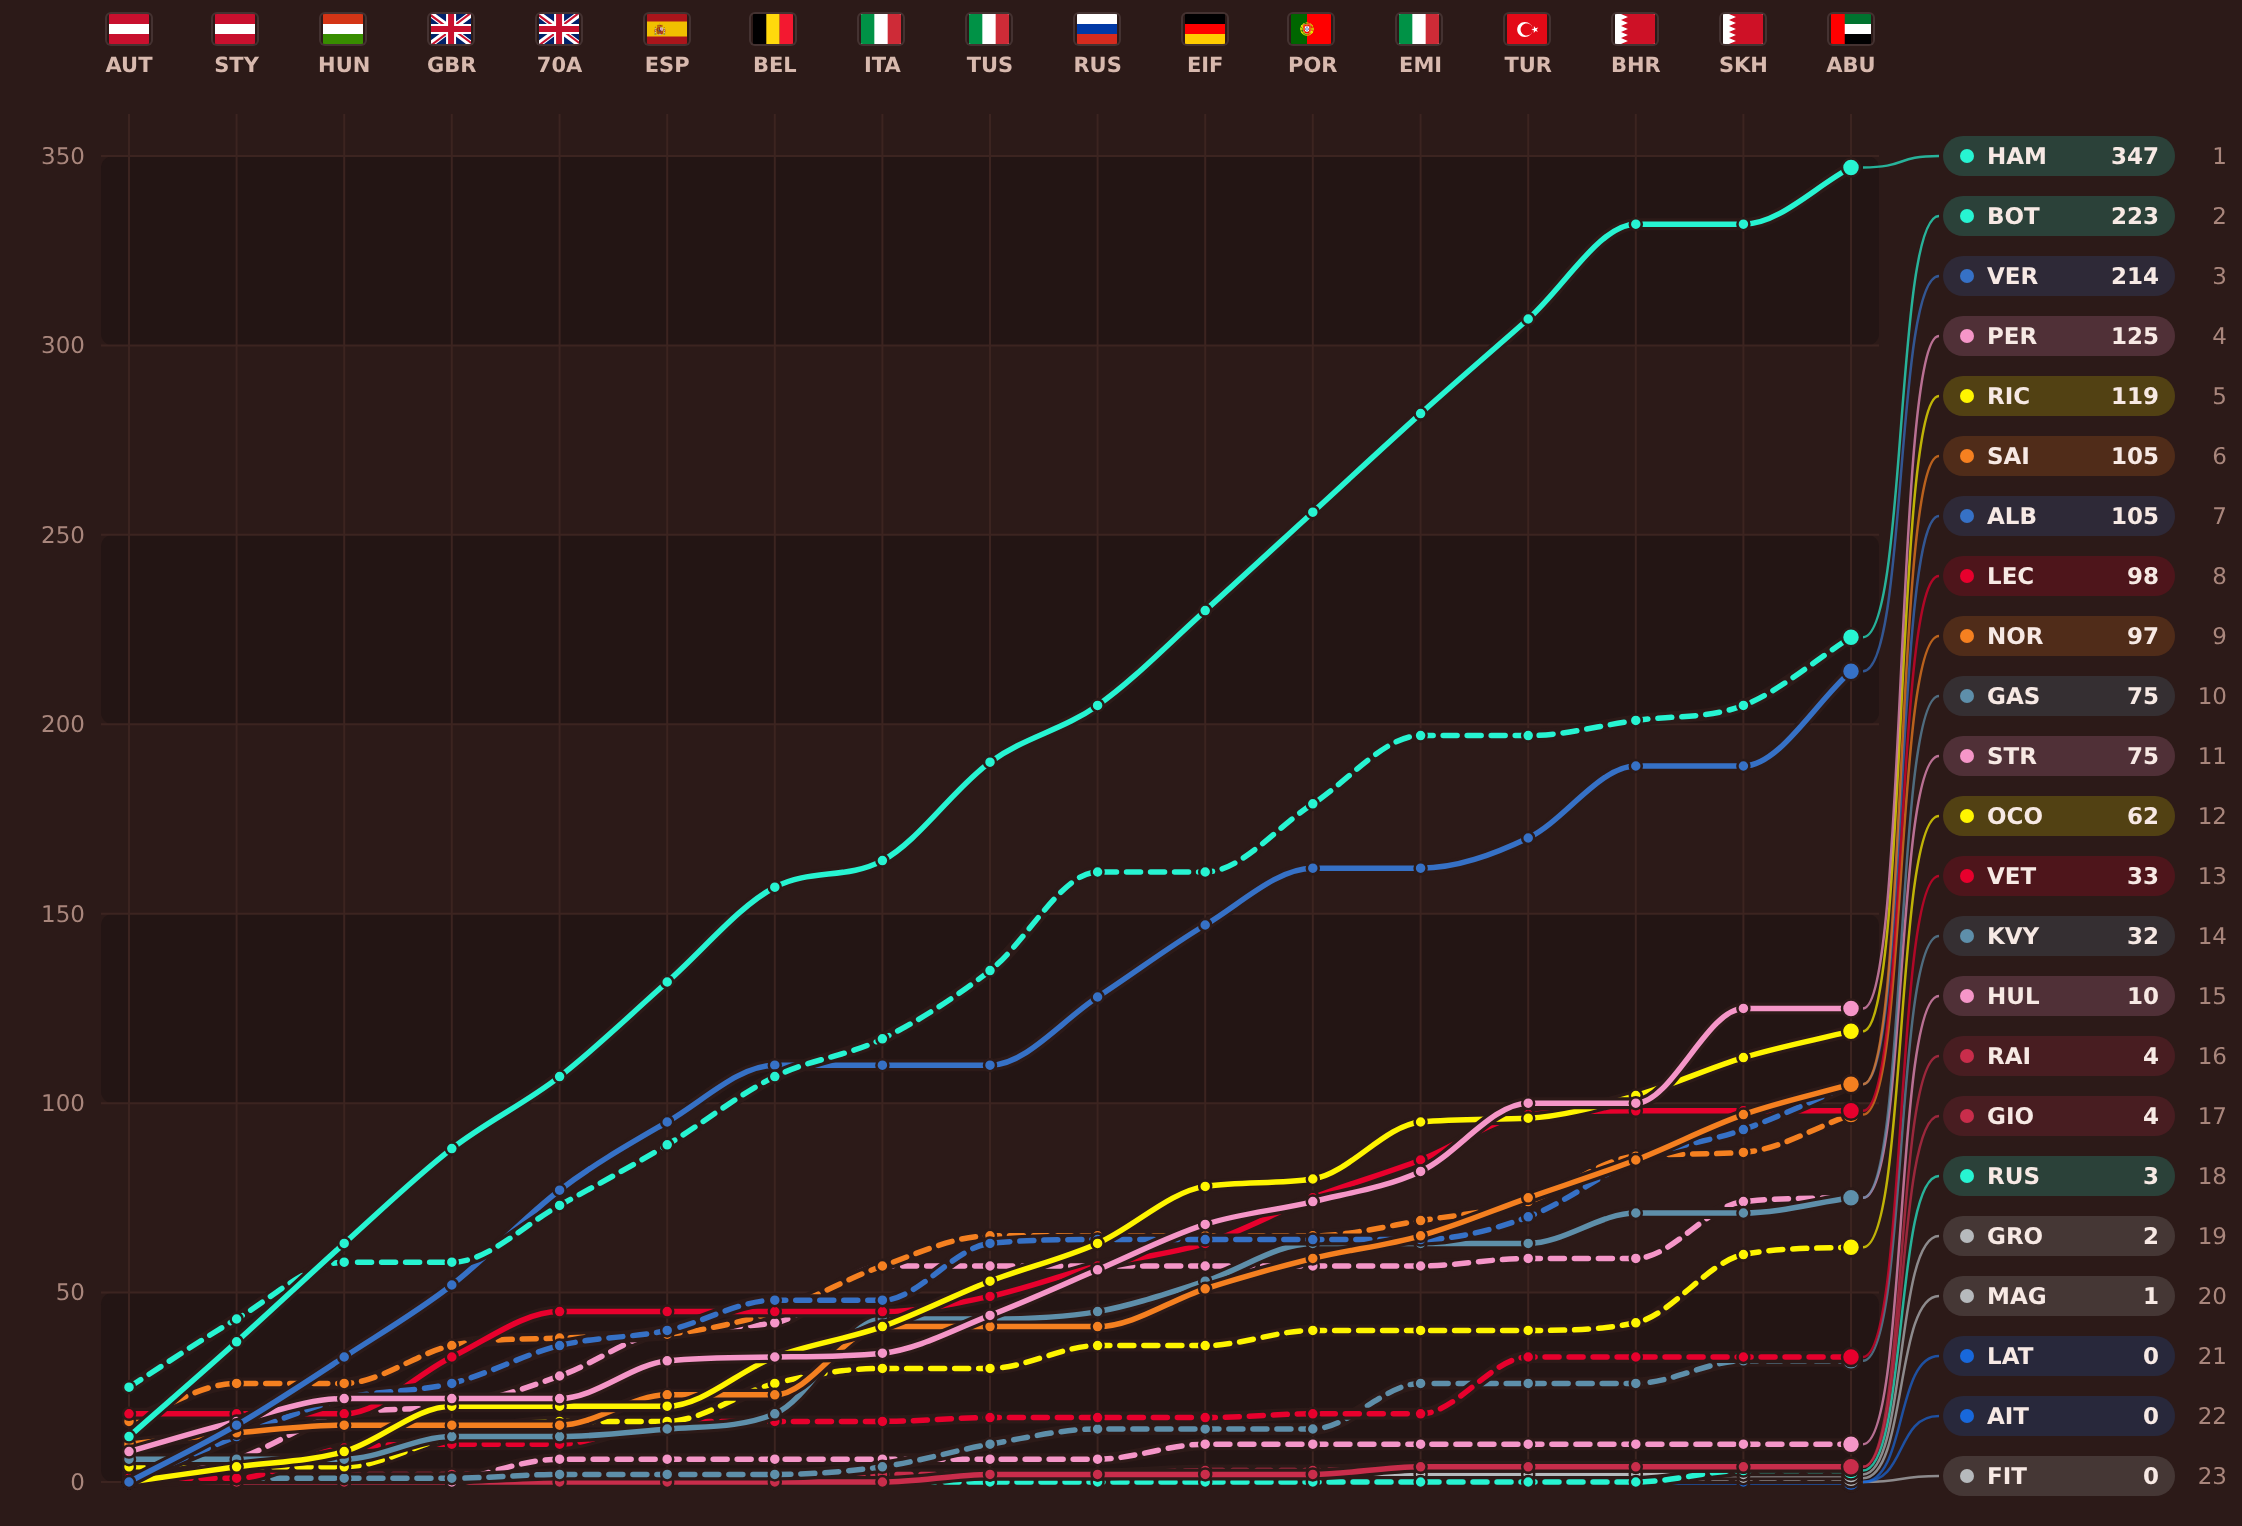 AUT STY HUN GBR 70A ESP BEL ITA TUS RUS EIF POR EMI TUR BHR SKH ABU
350
300
250
200
150
100
50
0
HAM 347 1
BOT 223 2
VER 214 3
PER 125 4
RIC 119 5
SAI 105 6
ALB 105 7
LEC 98 8
NOR 97 9
GAS 75 10
STR 75 11
OCO 62 12
VET 33 13
KVY 32 14
HUL 10 15
RAI 4 16
GIO 4 17
RUS 3 18
GRO 2 19
MAG 1 20
LAT 0 21
AIT 0 22
FIT 0 23